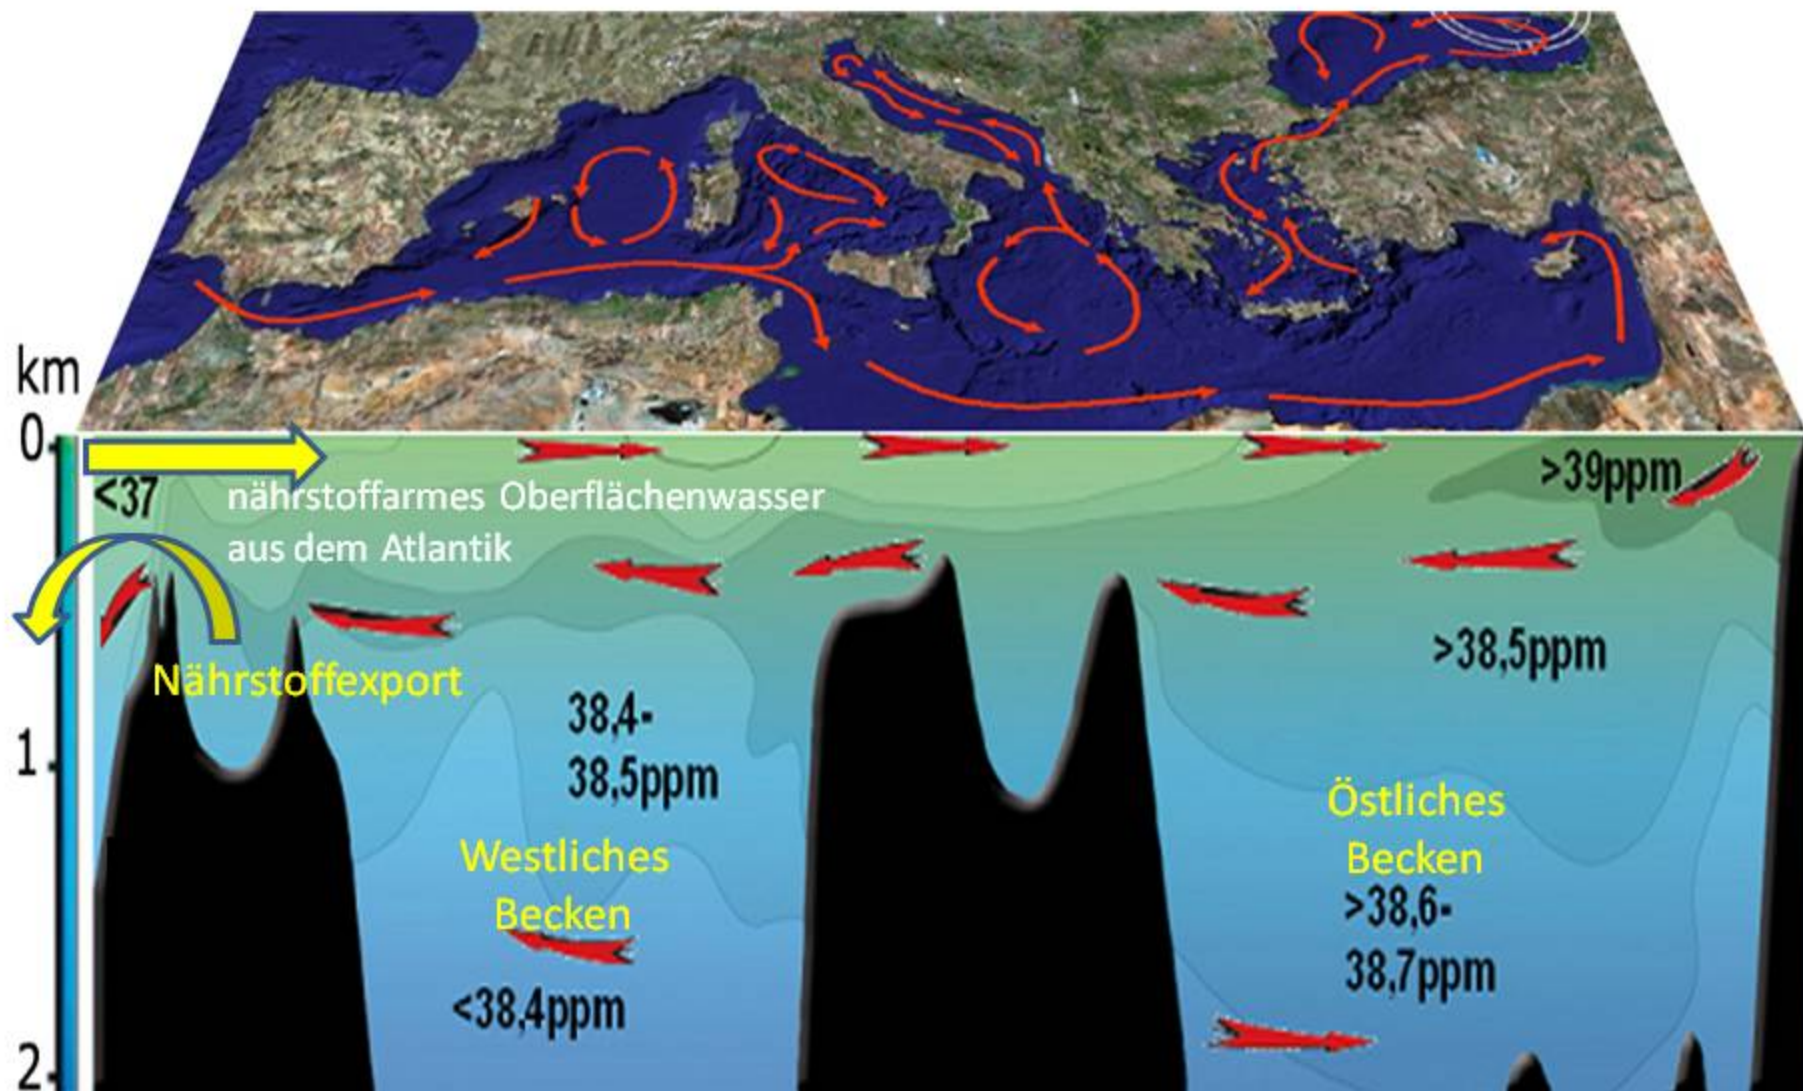 km
0
<37
nährstoffarmes Oberflächenwasser
aus dem Atlantik
>39ppm
Nährstoffexport
>38,5ppm
38,4-
38,5ppm
1
Westliches
Becken
<38,4ppm
Östliches
Becken
>38,6-
38,7ppm
2